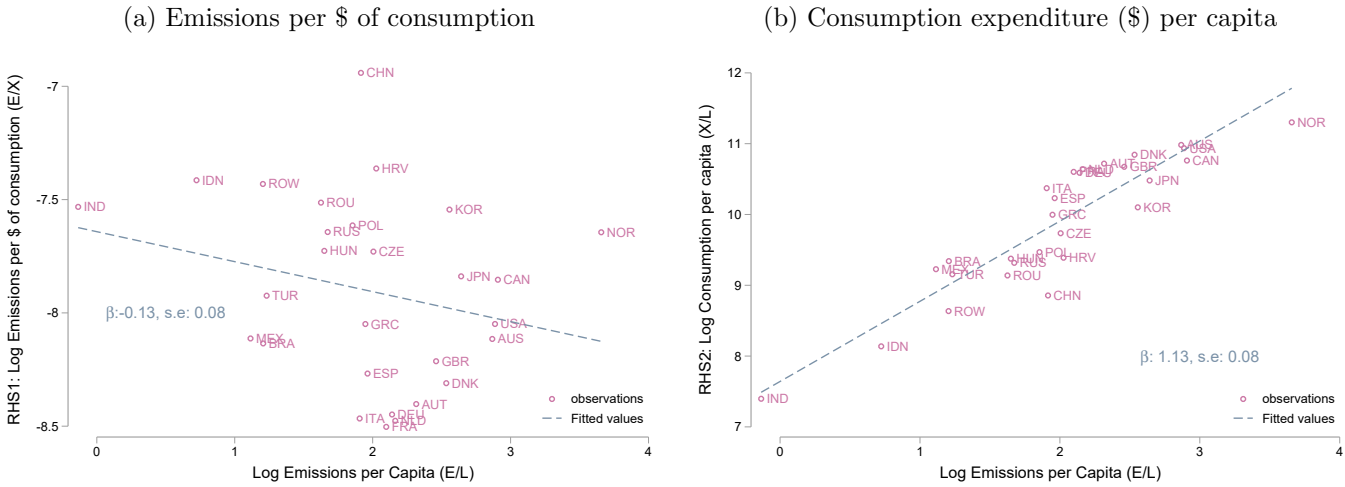 (a) Emissions per $ of consumption
RHS1: Log Emissions per $ of consumption (E/X)
-7
-7.5
-8
-8.5
CHN
HRV
IDN
ROW
IND
ROU
KOR
POL
RUS
NOR
HUN
CZE
JPN
CAN
TUR
β:-0.13, s.e: 0.08
GRC
USA
MEX
BRA
AUS
GBR
ESP
DNK
AUT
DEU
ITA
NLD
FRA
observations
Fitted values
0 1 2 3 4
Log Emissions per Capita (E/L)
(b) Consumption expenditure ($) per capita
RHS2: Log Consumption per capita (X/L)
12
11
10
9
8
7
NOR
AUS
USA
DNK
CAN
AUT
GBR
NLD
DEU
JPN
ITA
ESP
KOR
GRC
CZE
POL
HRV
HUN
RUS
BRA
MEX
TUR
ROU
CHN
ROW
IDN
β: 1.13, s.e: 0.08
IND
observations
Fitted values
0 1 2 3 4
Log Emissions per Capita (E/L)